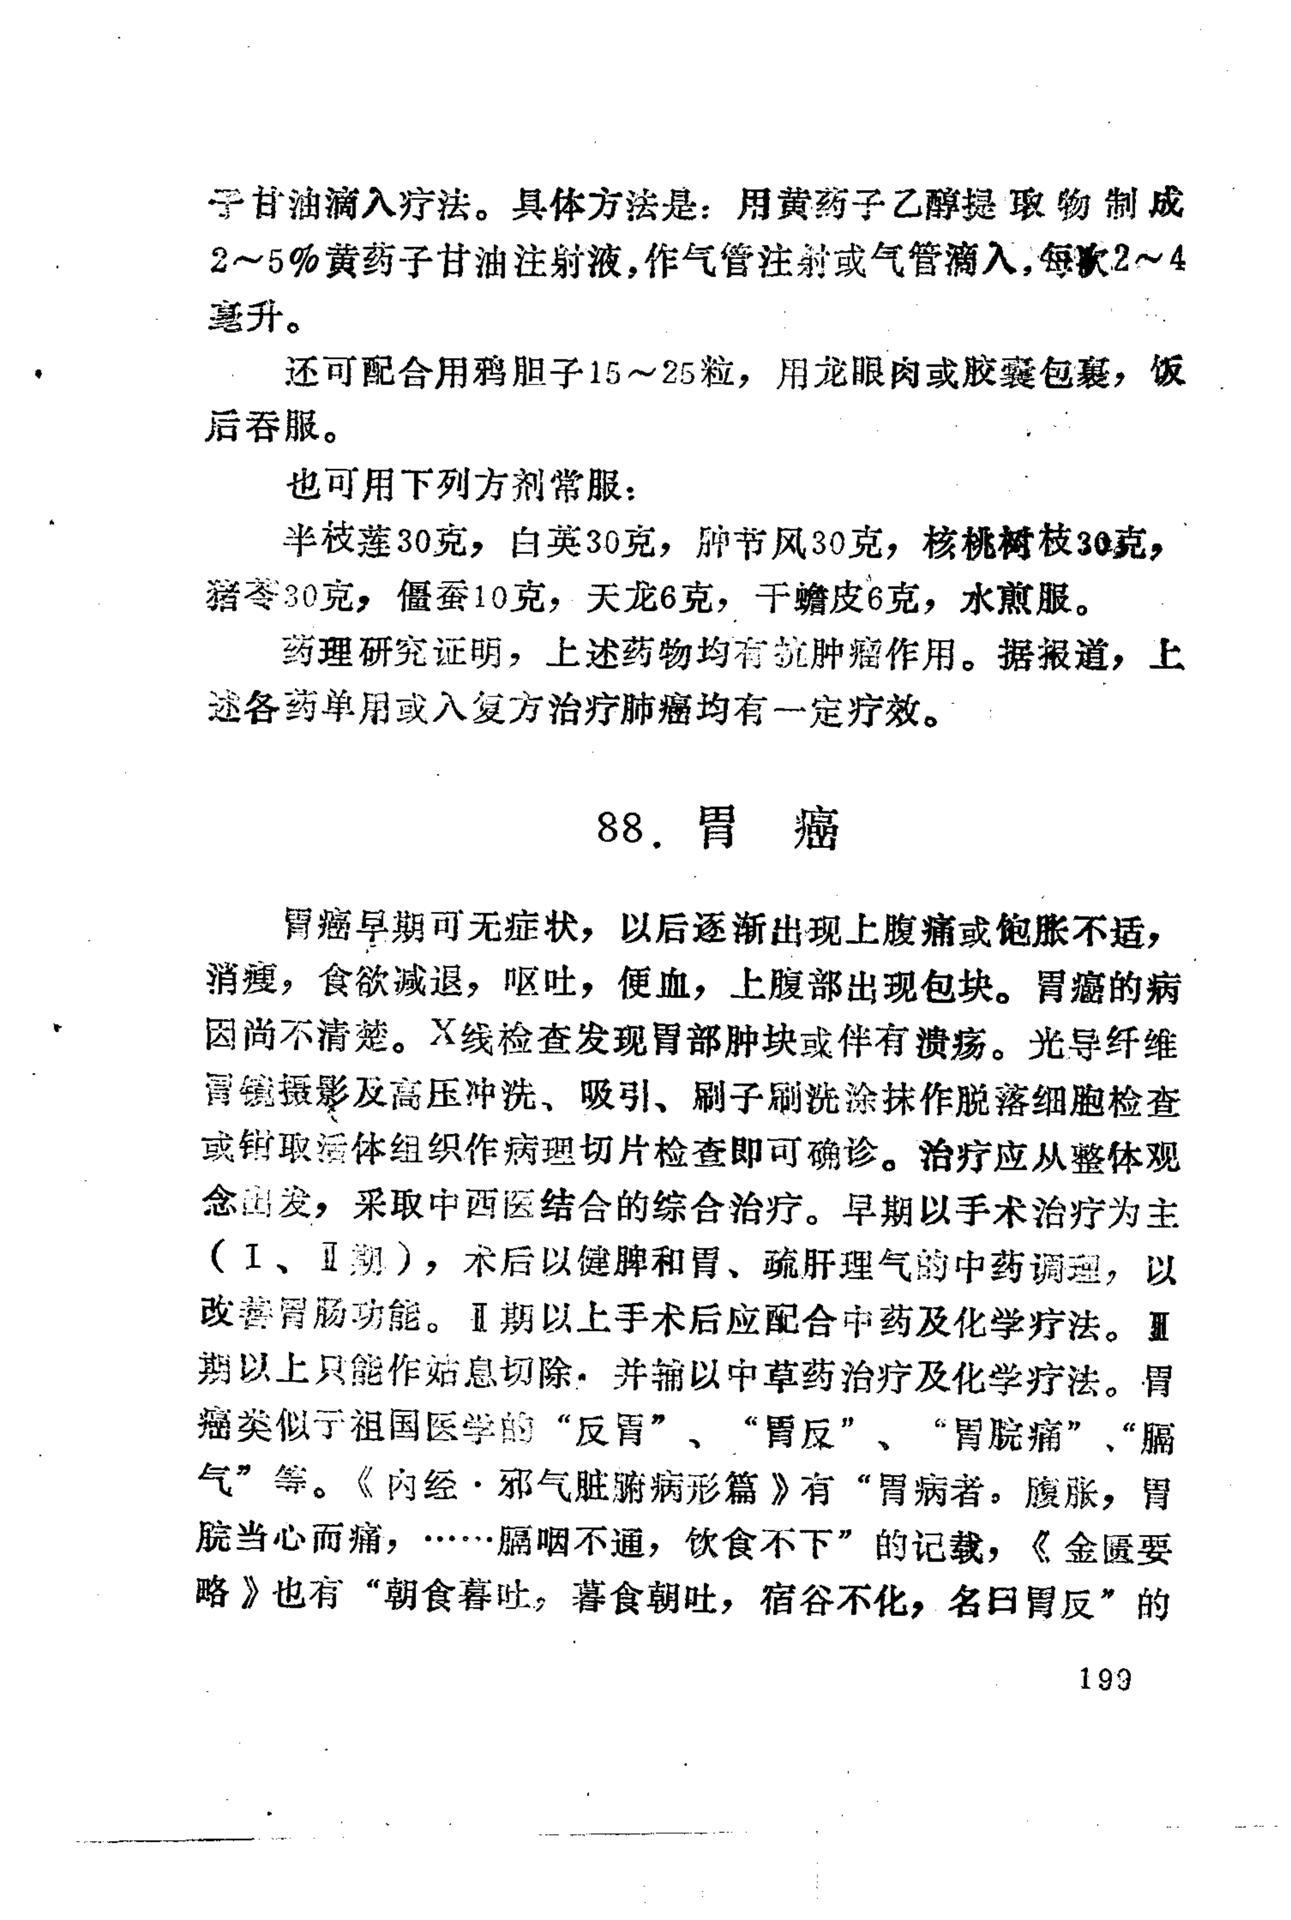 子甘油滴入疗法。具体方法是：用黄药子乙醇提取物制成
2～5%黄药子甘油注射液，作气管注射或气管滴入，每次2～4
毫升。
还可配合用鸦胆子15～25粒，用龙眼肉或胶囊包裹，饭
后吞服。
也可用下列方剂常服：
半枝莲30克，白英30克，肿节风30克，核桃树枝30克，
猪苓30克，僵蚕10克，天龙6克，干蟾皮6克，水煎服。
药理研究证明，上述药物均有抗肿瘤作用。据报道，上
述各药单用或入复方治疗肺癌均有一定疗效。
88．胃 癌
胃癌早期可无症状，以后逐渐出现上腹痛或饱胀不适，
消瘦，食欲减退，呕吐，便血，上腹部出现包块。胃癌的病
因尚不清楚。X线检查发现胃部肿块或伴有溃疡。光导纤维
胃镜摄影及高压冲洗、吸引、刷子刷洗涂抹作脱落细胞检查
或钳取活体组织作病理切片检查即可确诊。治疗应从整体观
念出发，采取中西医结合的综合治疗。早期以手术治疗为主
（Ⅰ、Ⅱ期），术后以健脾和胃、疏肝理气的中药调理，以
改善胃肠功能。Ⅱ期以上手术后应配合中药及化学疗法。Ⅲ
期以上只能作姑息切除．并辅以中草药治疗及化学疗法。胃
癌类似于祖国医学的“反胃”、“胃反”、“胃脘痛”、“膈
气”等。《内经·邪气脏腑病形篇》有“胃病者。腹胀，胃
脘当心而痛，……膈咽不通，饮食不下”的记载，《金匮要
略》也有“朝食暮吐，暮食朝吐，宿谷不化，名曰胃反”的
199